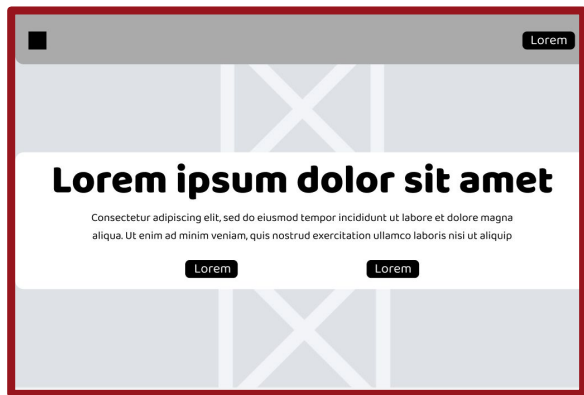 Lorem
Lorem ipsum dolor sit amet
Consectetur adipiscing elit, sed do eiusmod tempor incididunt ut labore et dolore magna
aliqua. Ut enim ad minim veniam, quis nostrud exercitation ullamco laboris nisi ut aliquip
Lorem
Lorem